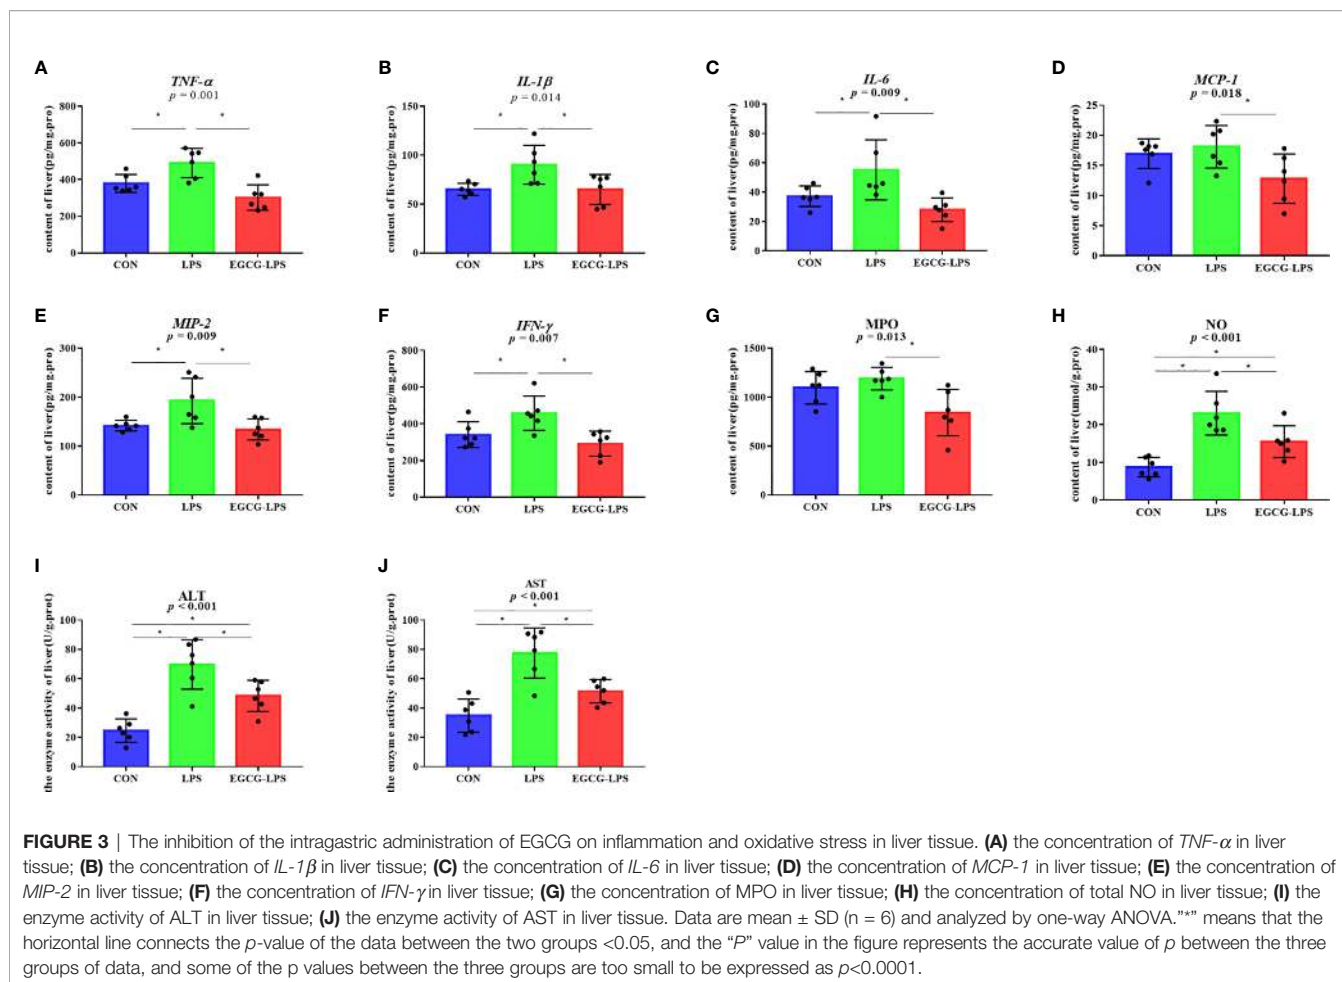 A
TNF-α
p = 0.001
*
*
content of liver(pg/mg.pro)
800
600
400
200
0
CON
LPS
EGCG-LPS
B
IL-1β
p = 0.014
*
*
content of liver(pg/mg.pro)
150
100
50
0
CON
LPS
EGCG-LPS
C
IL-6
p = 0.009
*
*
content of liver(pg/mg.pro)
100
80
60
40
20
0
CON
LPS
EGCG-LPS
D
MCP-1
p = 0.018
*
content of liver(pg/mg.pro)
25
20
15
10
5
0
CON
LPS
EGCG-LPS
E
MIP-2
p = 0.009
*
*
content of liver(pg/mg.pro)
300
200
100
0
CON
LPS
EGCG-LPS
F
IFN-γ
p = 0.007
*
*
content of liver(pg/mg.pro)
800
600
400
200
0
CON
LPS
EGCG-LPS
G
MPO
p = 0.013
*
content of liver(pg/mg.pro)
1500
1000
500
0
CON
LPS
EGCG-LPS
H
NO
p < 0.001
*
*
*
content of liver(umol/g.pro)
40
30
20
10
0
CON
LPS
EGCG-LPS
I
ALT
p < 0.001
*
*
*
the enzyme activity of liver(U/g.prot)
100
80
60
40
20
0
CON
LPS
EGCG-LPS
J
AST
p < 0.001
*
*
*
the enzyme activity of liver(U/g.prot)
100
80
60
40
20
0
CON
LPS
EGCG-LPS
FIGURE 3 | The inhibition of the intragastric administration of EGCG on inflammation and oxidative stress in liver tissue. (A) the concentration of TNF-α in liver
tissue; (B) the concentration of IL-1β in liver tissue; (C) the concentration of IL-6 in liver tissue; (D) the concentration of MCP-1 in liver tissue; (E) the concentration of
MIP-2 in liver tissue; (F) the concentration of IFN-γ in liver tissue; (G) the concentration of MPO in liver tissue; (H) the concentration of total NO in liver tissue; (I) the
enzyme activity of ALT in liver tissue; (J) the enzyme activity of AST in liver tissue. Data are mean ± SD (n = 6) and analyzed by one-way ANOVA."*" means that the
horizontal line connects the p-value of the data between the two groups <0.05, and the “P” value in the figure represents the accurate value of p between the three
groups of data, and some of the p values between the three groups are too small to be expressed as p<0.0001.